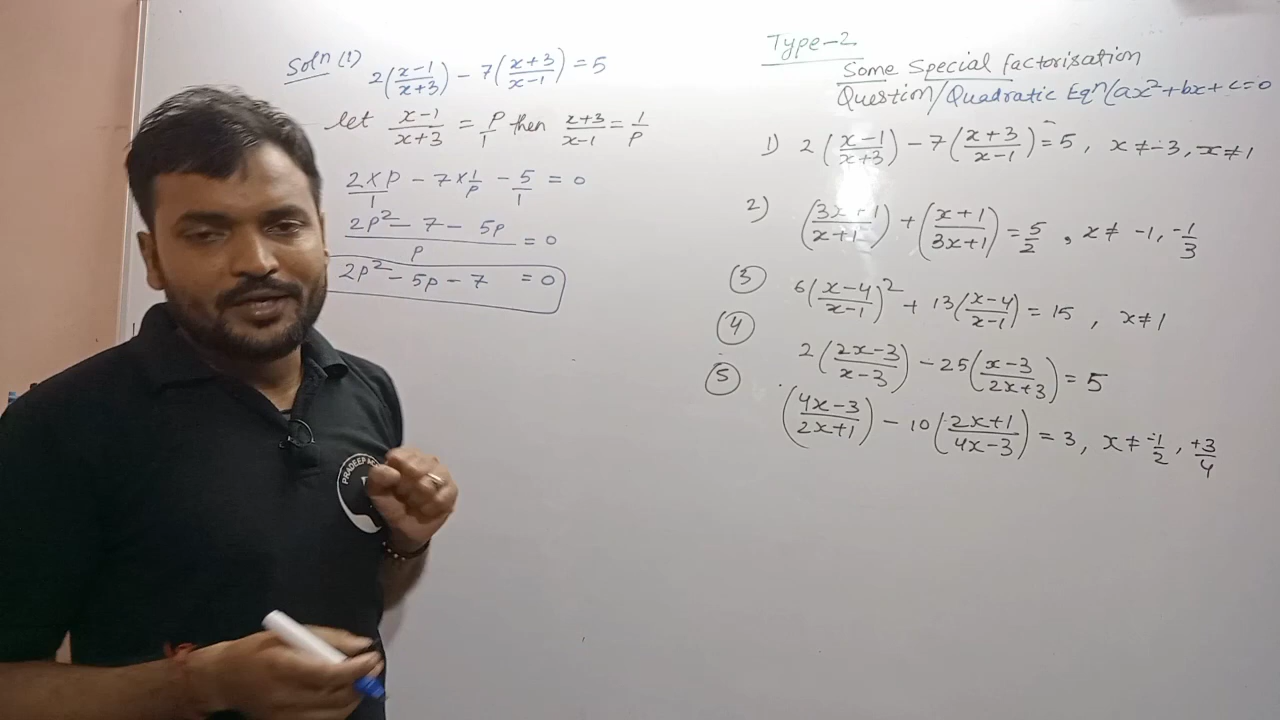 Solⁿ (1) 2((x-1)/(x+3)) - 7((x+3)/(x-1)) = 5
let (x-1)/(x+3) = P/1 then (x+3)/(x-1) = 1/P
(2×P)/1 - 7×1/P - 5/1 = 0
(2P² - 7 - 5P)/P = 0
2P² - 5P - 7 = 0
Type-2
Some Special factorisation
Question/Quadratic Eqⁿ(ax²+bx+c=0
1) 2((x-1)/(x+3)) - 7((x+3)/(x-1)) = 5, x≠-3, x≠1
2) ((3x+1)/(x+1)) + ((x+1)/(3x+1)) = 5/2, x≠ -1, -1/3
(3) 6((x-4)/(x-1))² + 13((x-4)/(x-1)) = 15, x≠1
(4) 2((2x-3)/(x-3)) - 25((x-3)/(2x+3)) = 5
(5) ((4x-3)/(2x+1)) - 10((2x+1)/(4x-3)) = 3, x≠ -1/2, +3/4
PRADEEP